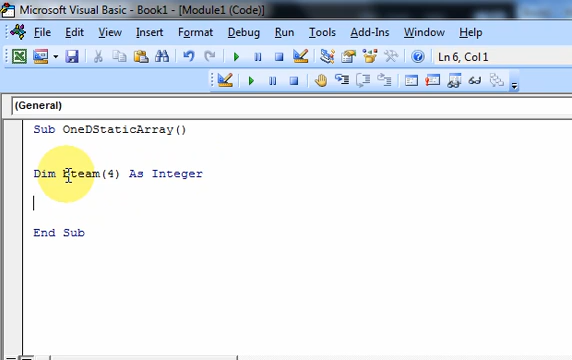 Microsoft Visual Basic - Book1 - [Module1 (Code)]
File Edit View Insert Format Debug Run Tools Add-Ins Window Help
Ln 6, Col 1
(General)
Sub OneDStaticArray()
Dim (4) As Integer
End Sub